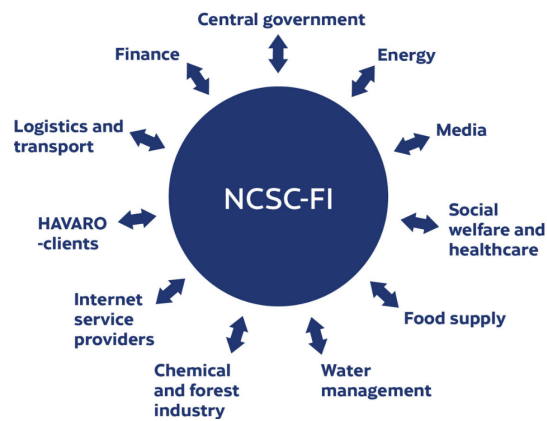 Central government
Finance
Energy
Logistics and
transport
Media
NCSC-FI
HAVARO
-clients
Social
welfare and
healthcare
Internet
service
providers
Food supply
Chemical
and forest
industry
Water
management